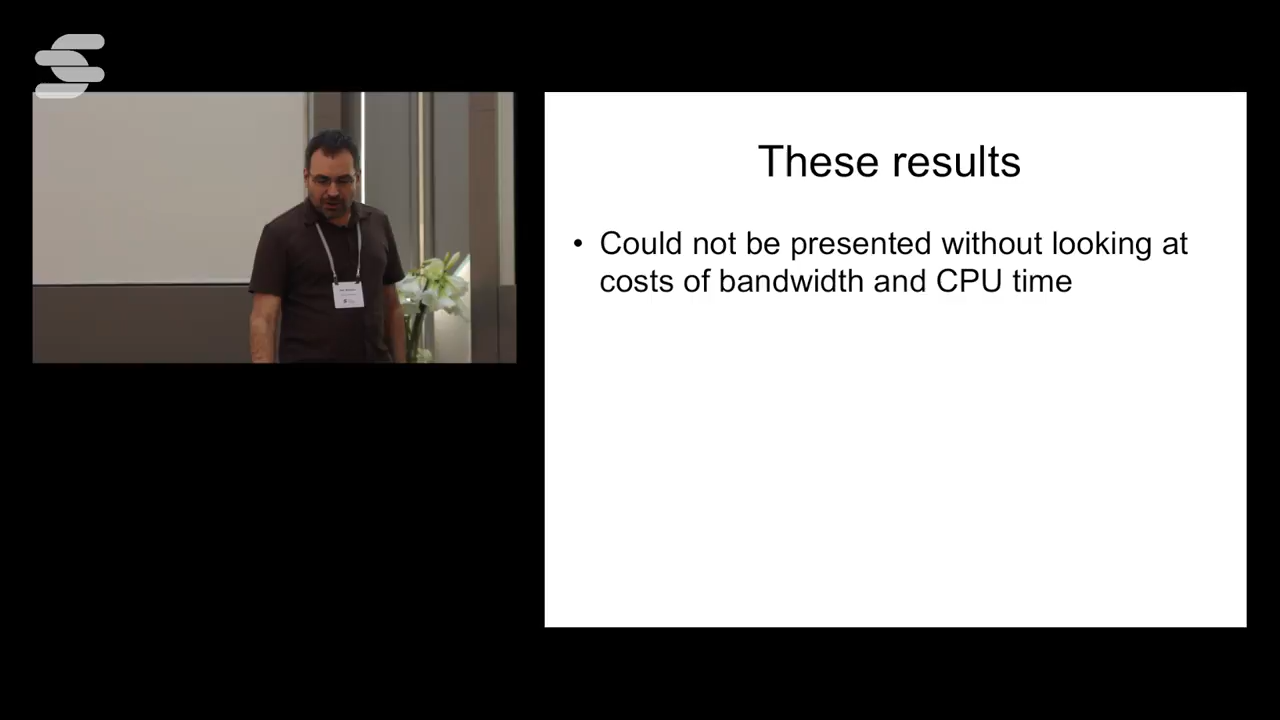 These results
• Could not be presented without looking at
costs of bandwidth and CPU time